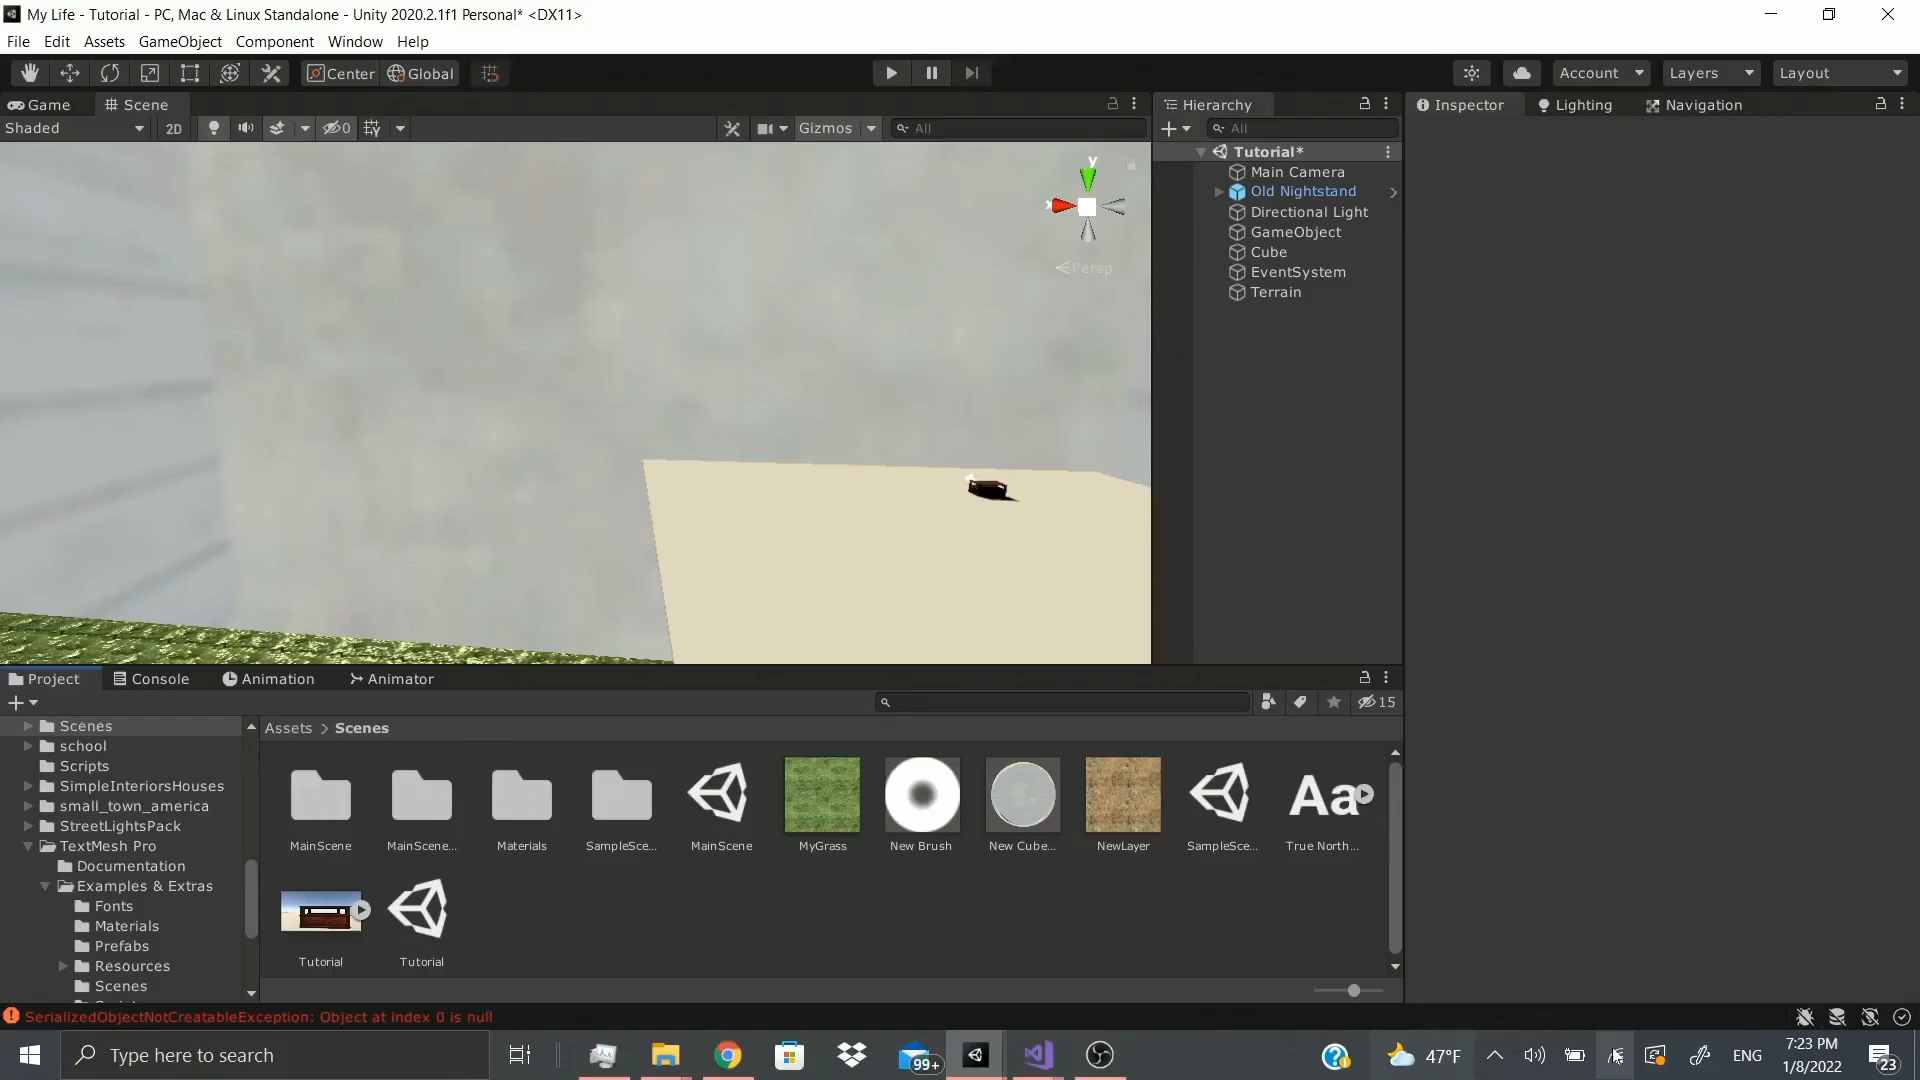 My Life - Tutorial - PC, Mac & Linux Standalone - Unity 2020.2.1f1 Personal* <DX11>
File Edit Assets GameObject Component Window Help
Center Global Account Layers Layout
Game Scene Hierarchy Inspector Lighting Navigation
Shaded 2D 0 Gizmos All All
Tutorial*
Main Camera
Old Nightstand
Directional Light
GameObject
Cube
EventSystem
Terrain
y
x
Persp
Project Console Animation Animator
15
Scenes
school
Scripts
SimpleInteriorsHouses
small_town_america
StreetLightsPack
TextMesh Pro
Documentation
Examples & Extras
Fonts
Materials
Prefabs
Resources
Scenes
Assets > Scenes
Aa
MainScene MainScene... Materials SampleSce... MainScene MyGrass New Brush New Cube... NewLayer SampleSce... True North...
Tutorial Tutorial
SerializedObjectNotCreatableException: Object at index 0 is null
Type here to search 99+ 47°F ENG 7:23 PM
1/8/2022 23